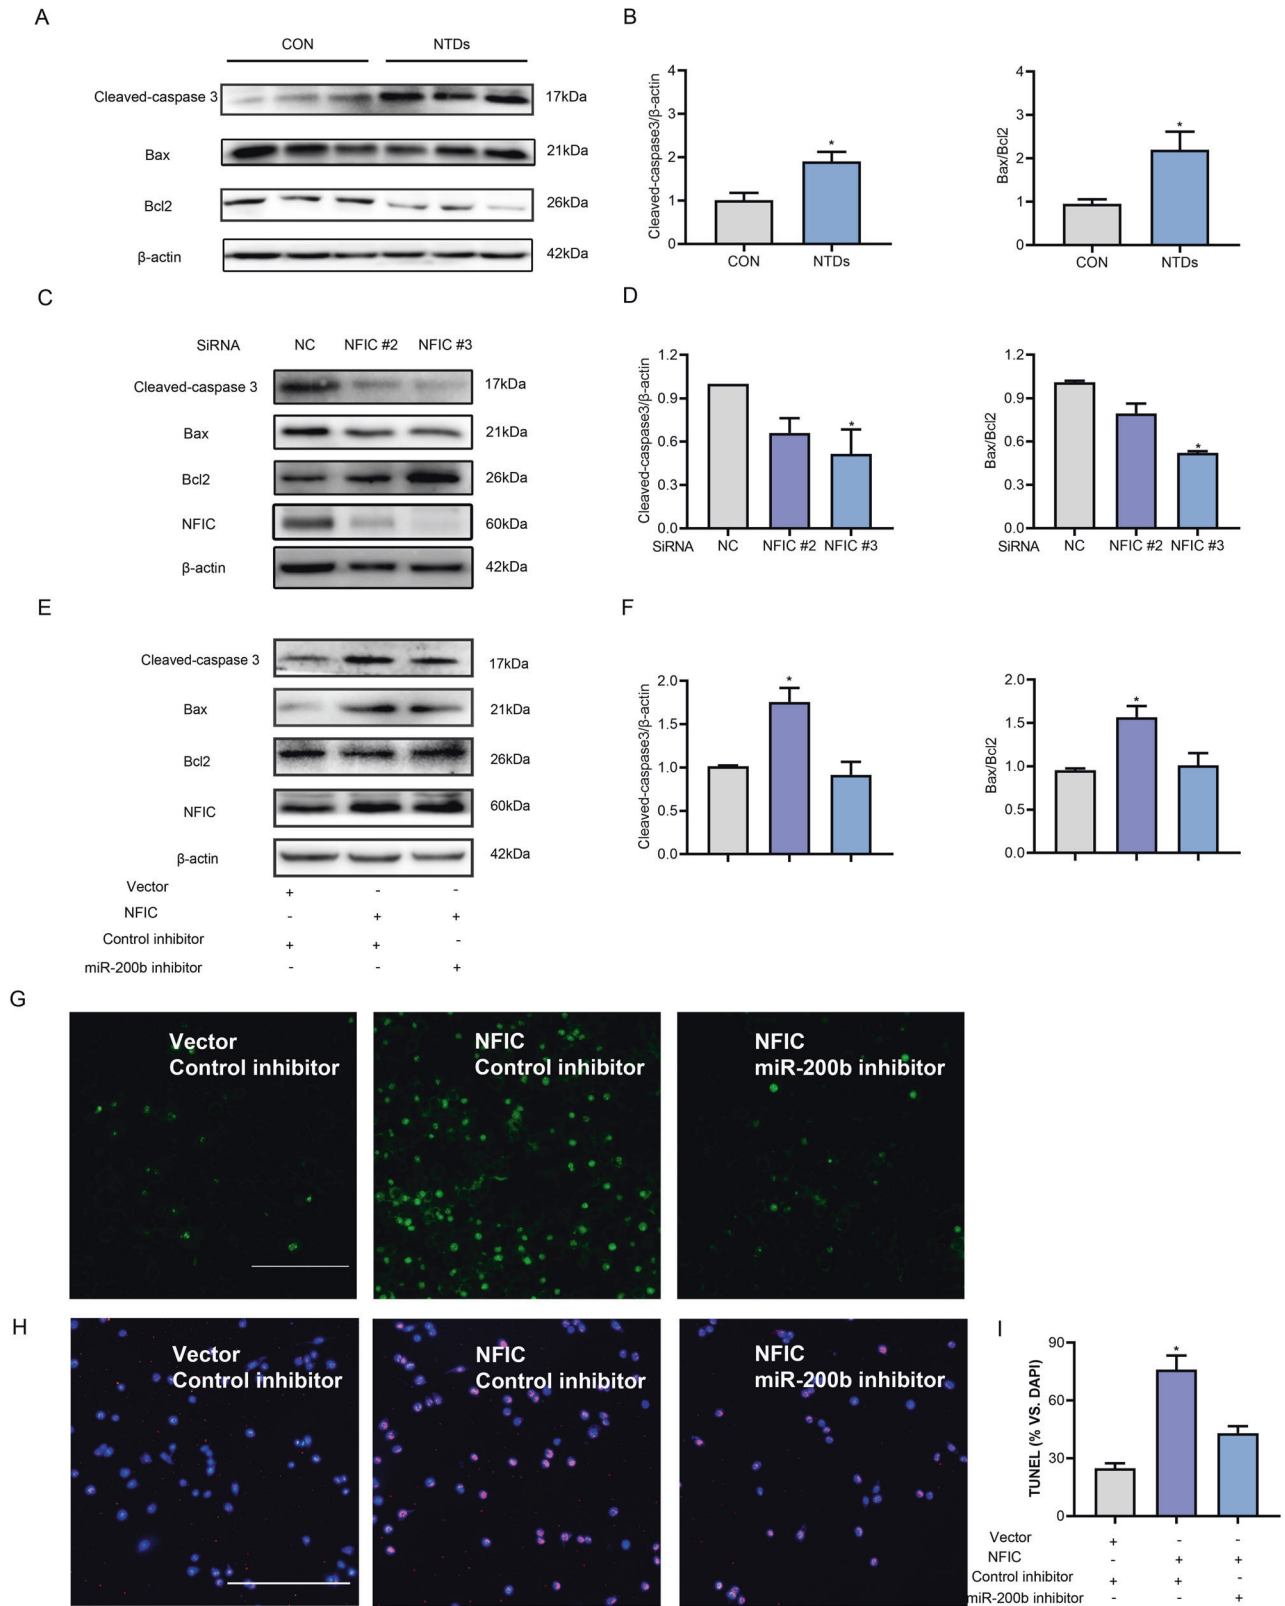 A
CON NTDs
Cleaved-caspase 3 17kDa
Bax 21kDa
Bcl2 26kDa
β-actin 42kDa
B
Cleaved-caspase3/β-actin
4
3
2
1
0
*
CON NTDs
Bax/Bcl2
4
3
2
1
0
*
CON NTDs
C
SiRNA NC NFIC #2 NFIC #3
Cleaved-caspase 3 17kDa
Bax 21kDa
Bcl2 26kDa
NFIC 60kDa
β-actin 42kDa
D
Cleaved-caspase3/β-actin
1.2
0.9
0.6
0.3
0.0
*
SiRNA NC NFIC #2 NFIC #3
Bax/Bcl2
1.2
0.9
0.6
0.3
0.0
*
SiRNA NC NFIC #2 NFIC #3
E
Cleaved-caspase 3 17kDa
Bax 21kDa
Bcl2 26kDa
NFIC 60kDa
β-actin 42kDa
Vector + - -
NFIC - + +
Control inhibitor + + -
miR-200b inhibitor - - +
F
Cleaved-caspase3/β-actin
2.0
1.5
1.0
0.5
0.0
*
Bax/Bcl2
2.0
1.5
1.0
0.5
0.0
*
G
Vector
Control inhibitor
NFIC
Control inhibitor
NFIC
miR-200b inhibitor
H
Vector
Control inhibitor
NFIC
Control inhibitor
NFIC
miR-200b inhibitor
I
TUNEL (% VS. DAPI)
90
60
30
0
*
Vector + - -
NFIC - + +
Control inhibitor + + -
miR-200b inhibitor - - +